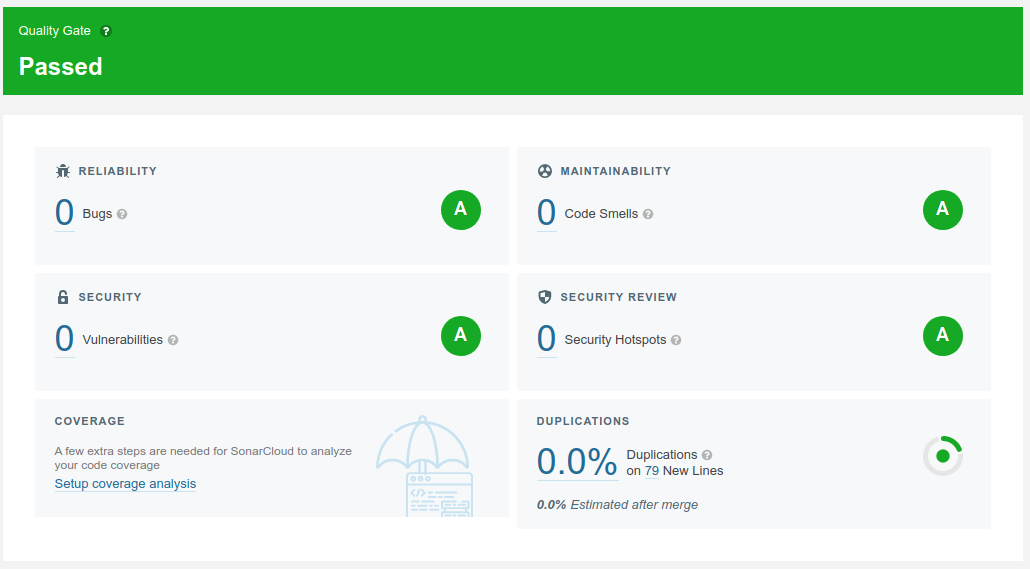 Quality Gate ?
Passed
RELIABILITY
0 Bugs ?
A
MAINTAINABILITY
0 Code Smells ?
A
SECURITY
0 Vulnerabilities ?
A
SECURITY REVIEW
0 Security Hotspots ?
A
COVERAGE
A few extra steps are needed for SonarCloud to analyze
your code coverage
Setup coverage analysis
</>
DUPLICATIONS
0.0% Duplications ?
on 79 New Lines
0.0% Estimated after merge